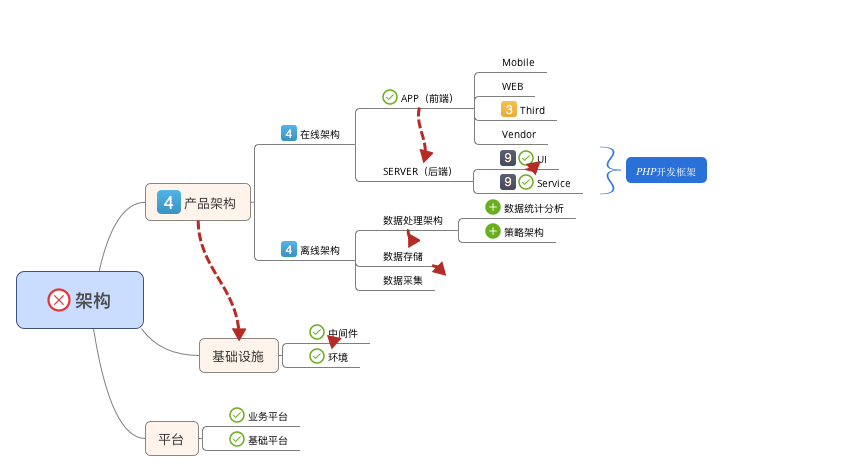 架构
4 产品架构
4 在线架构
APP（前端）
Mobile
WEB
3 Third
Vendor
SERVER（后端）
9 UI
9 Service
PHP开发框架
4 离线架构
数据处理架构
数据统计分析
策略架构
数据存储
数据采集
基础设施
中间件
环境
平台
业务平台
基础平台